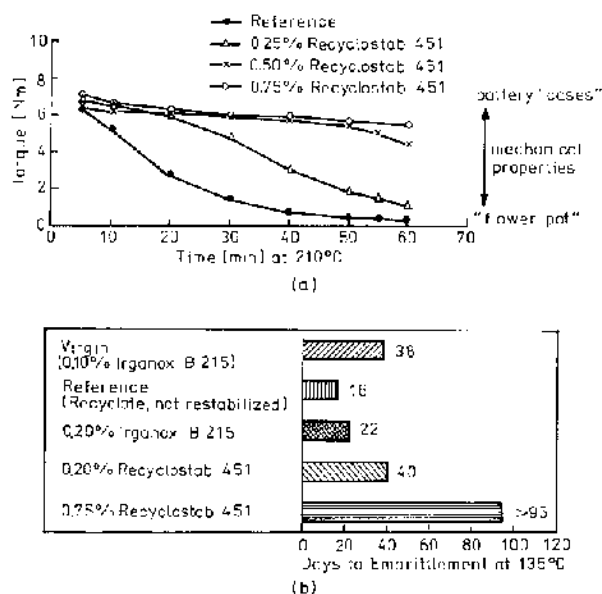 Reference
0.25% Recyclostab 451
0.50% Recyclostab 451
0.75% Recyclostab 451
Torque [Nm]
10
8
6
4
2
0
0 10 20 30 40 50 60 70
Time [min] at 210°C
battery "cases"
mechanical
properties
"flower pot"
(a)
Virgin
(0.10% Irganox B 215)
38
Reference
(Recyclate, not restabilized)
16
0.20% Irganox B 215
22
0.20% Recyclostab 451
40
0.75% Recyclostab 451
>95
0 20 40 60 80 100 120
Days to Embrittlement at 135°C
(b)